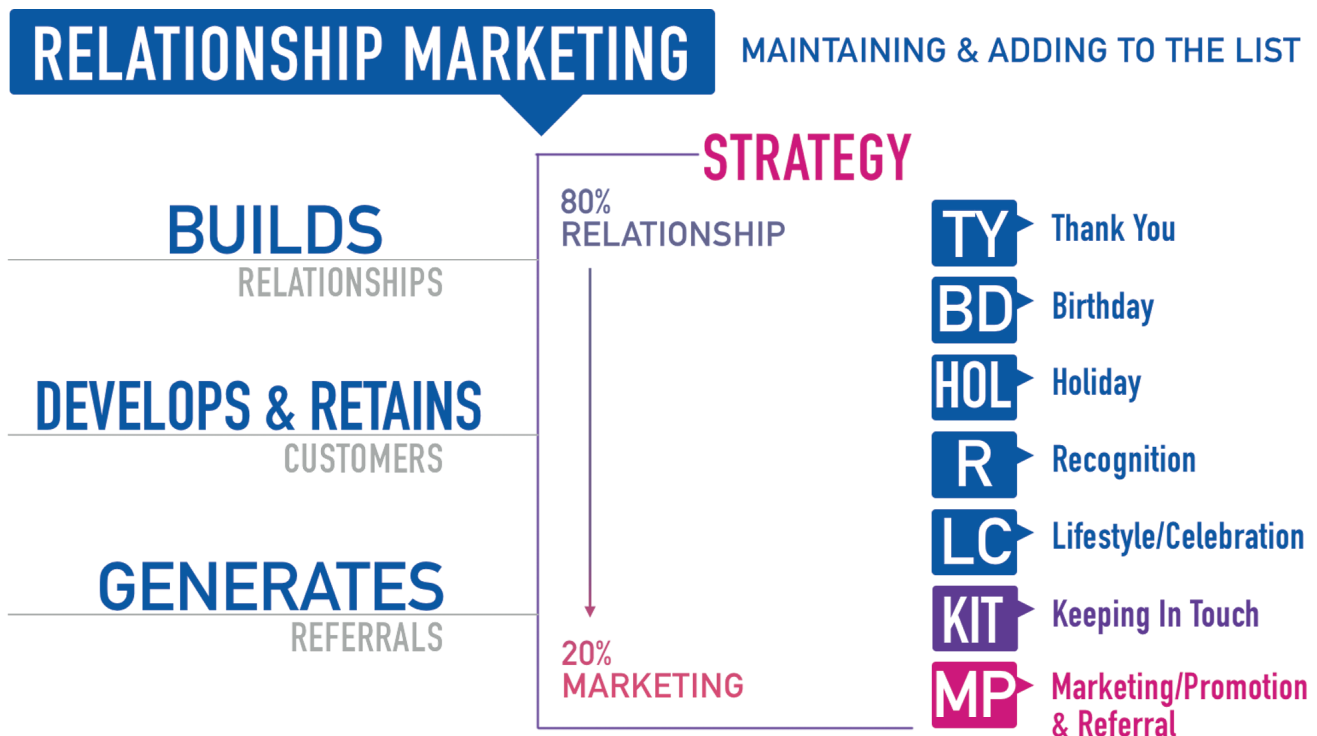 RELATIONSHIP MARKETING
MAINTAINING & ADDING TO THE LIST
BUILDS
RELATIONSHIPS
DEVELOPS & RETAINS
CUSTOMERS
GENERATES
REFERRALS
STRATEGY
80%
RELATIONSHIP
20%
MARKETING
TY Thank You
BD Birthday
HOL Holiday
R Recognition
LC Lifestyle/Celebration
KIT Keeping In Touch
MP Marketing/Promotion
& Referral